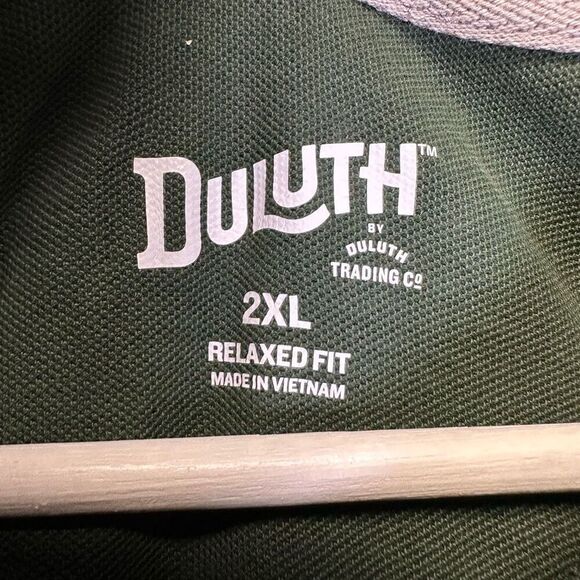 DULUTH™
BY
DULUTH
TRADING Co
2XL
RELAXED FIT
MADE IN VIETNAM